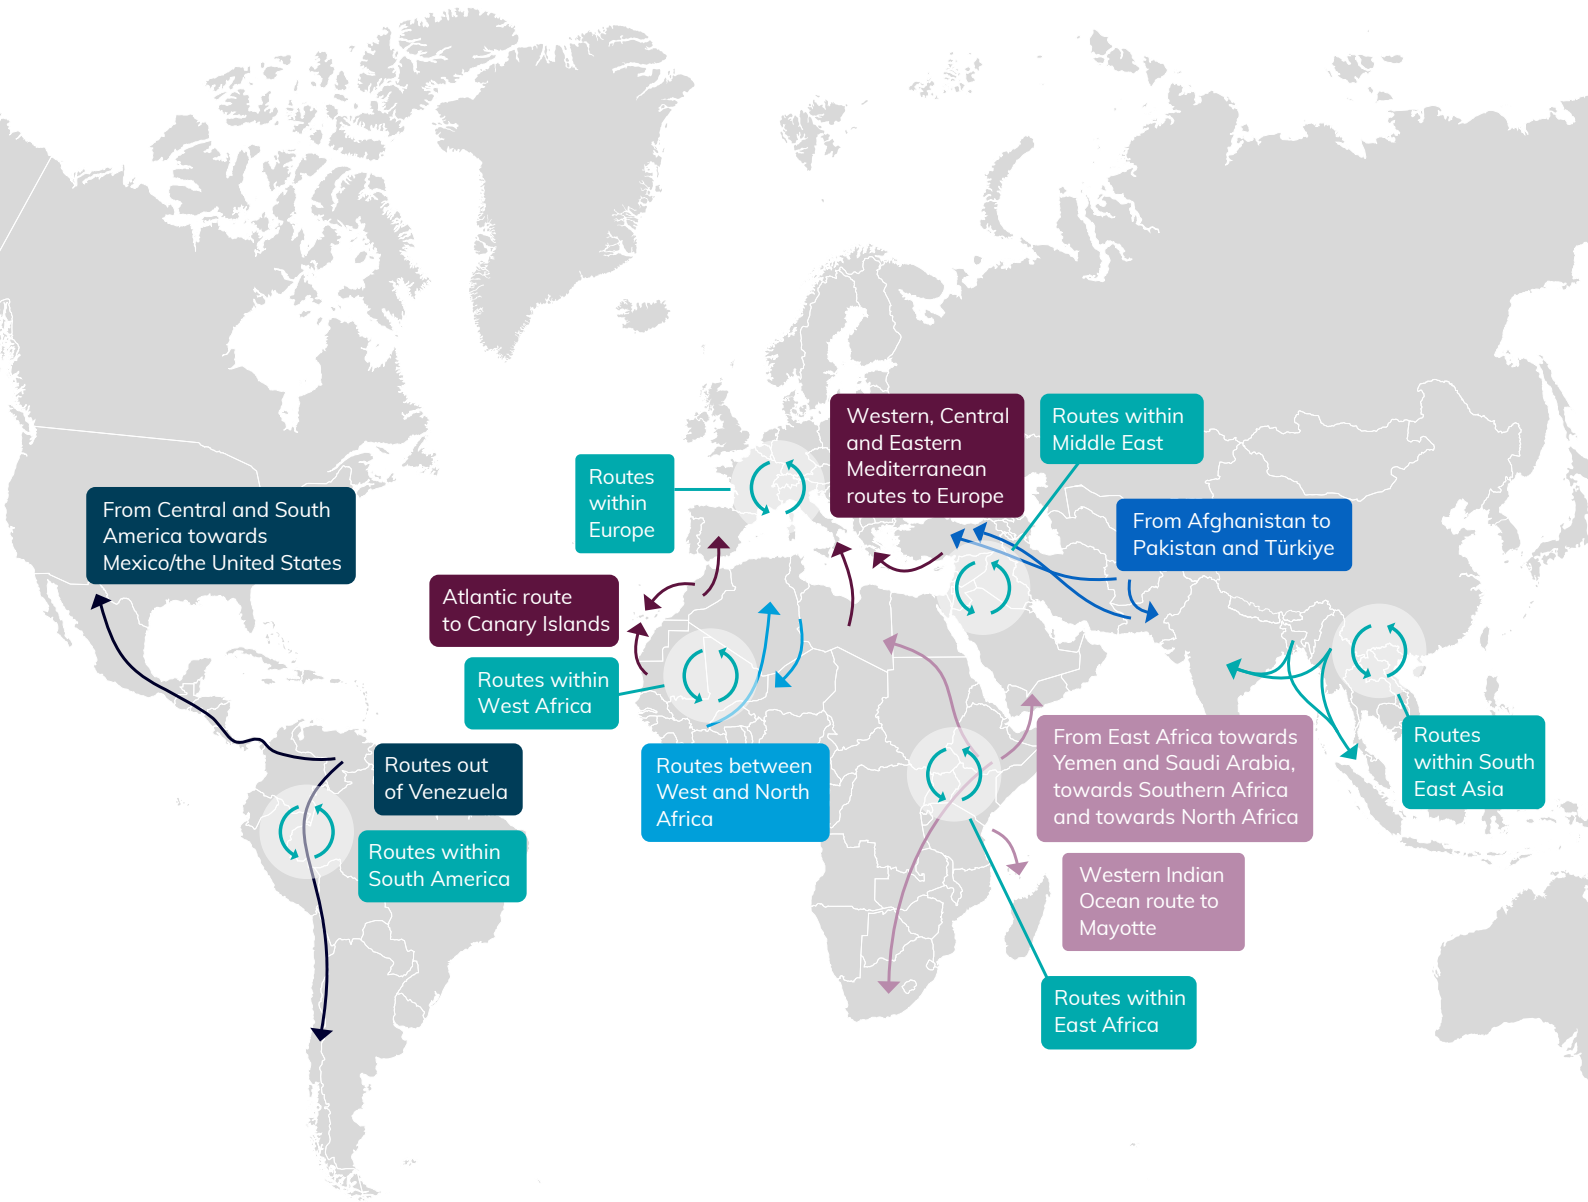 Western, Central
and Eastern
Mediterranean
routes to Europe
Routes within
Middle East
Routes
within
Europe
From Central and South
America towards
Mexico/the United States
From Afghanistan to
Pakistan and Türkiye
Atlantic route
to Canary Islands
Routes within
West Africa
Routes out
of Venezuela
Routes between
West and North
Africa
From East Africa towards
Yemen and Saudi Arabia,
towards Southern Africa
and towards North Africa
Routes
within South
East Asia
Routes within
South America
Western Indian
Ocean route to
Mayotte
Routes within
East Africa